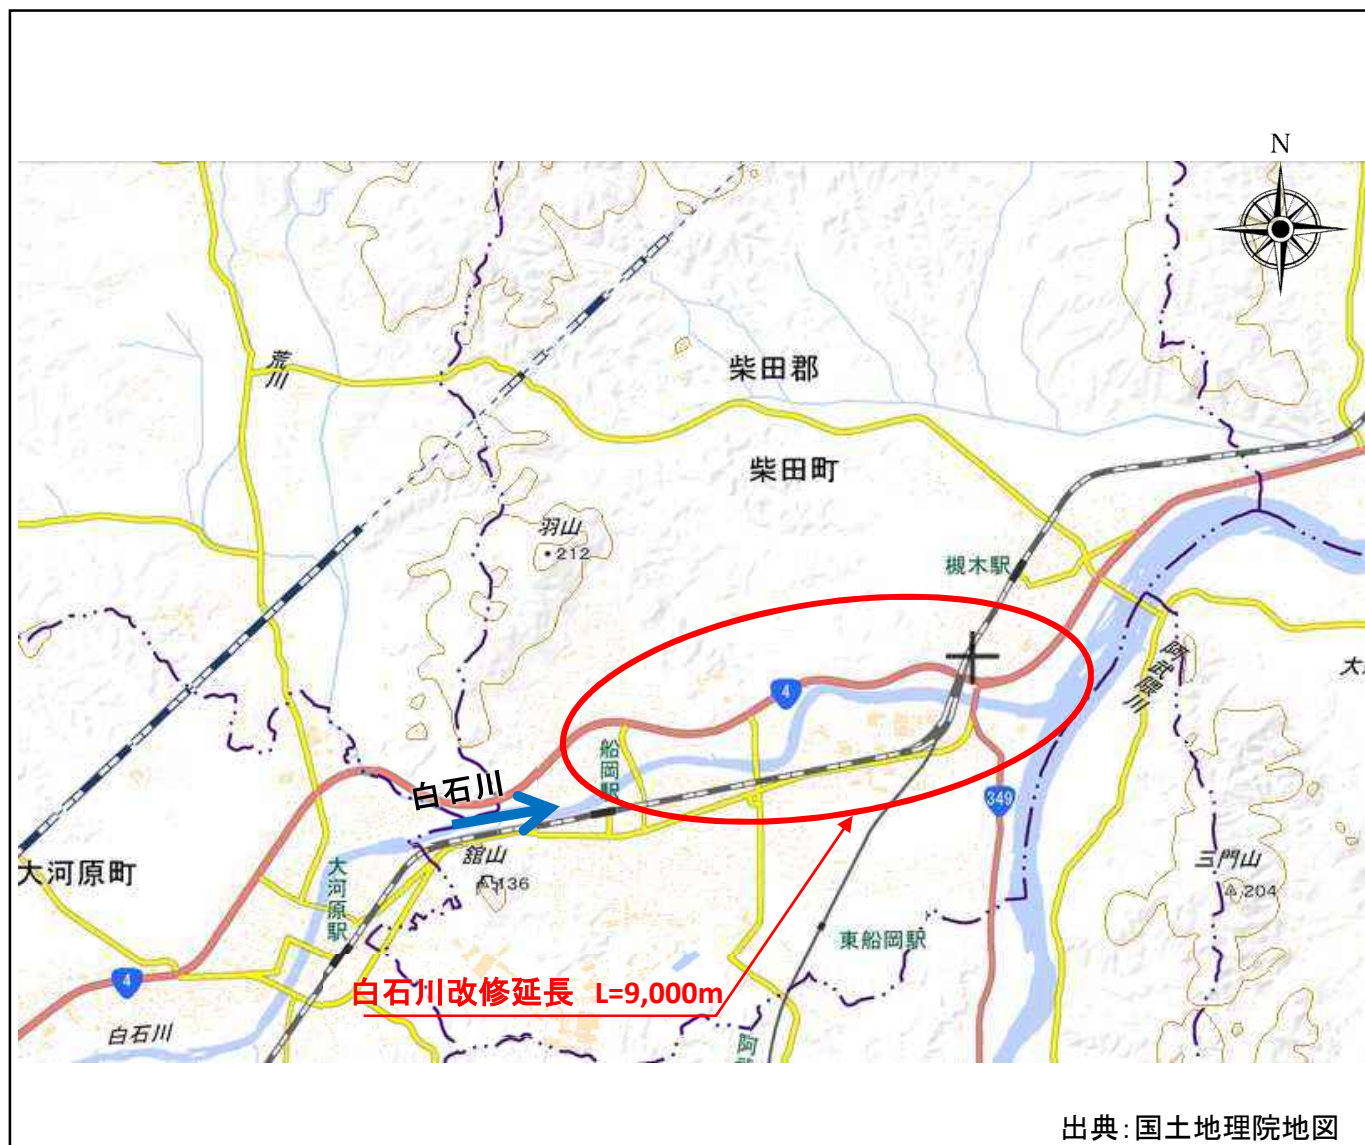 N
荒川
柴田郡
柴田町
羽山
212
槻木駅
阿武隈川
4
船岡駅
白石川
349
大河原町
大河原駅
舘山
136
三門山
204
東船岡駅
4
白石川改修延長 L=9,000m
白石川
出典:国土地理院地図